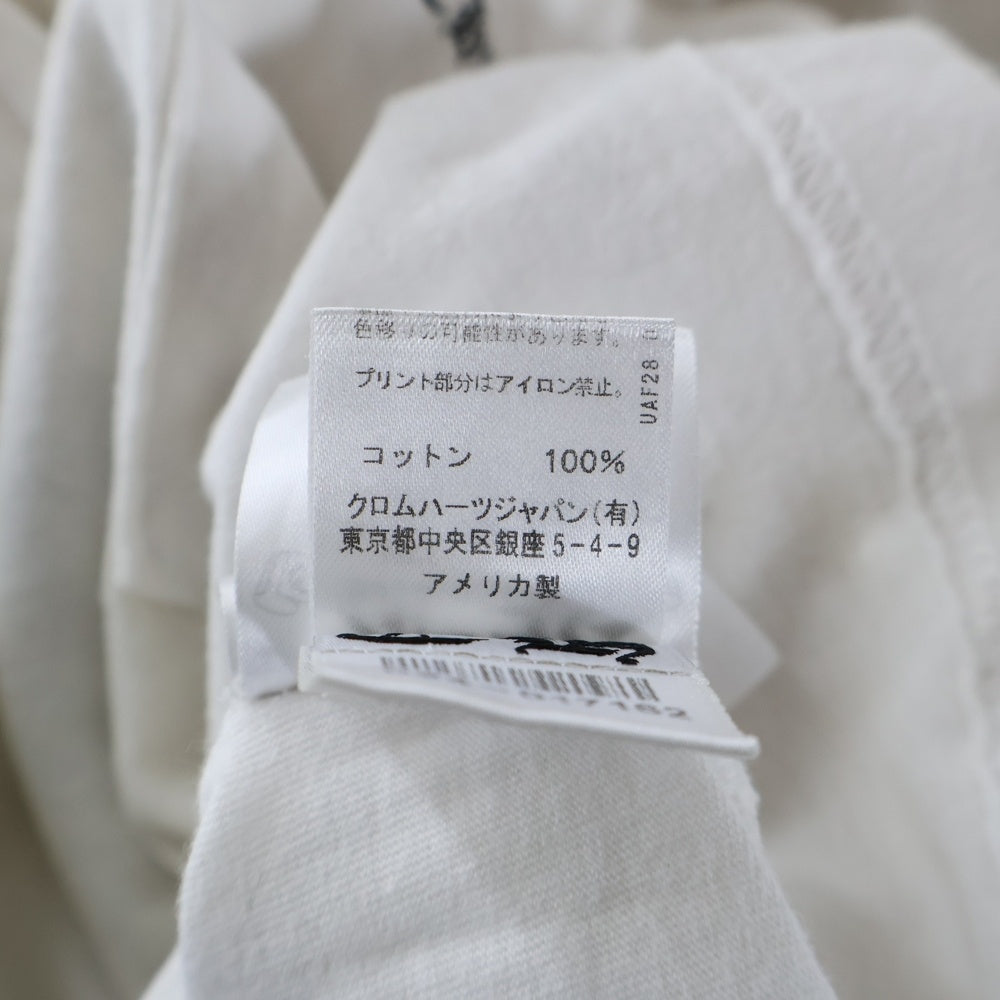 色移りの可能性があります。
プリント部分はアイロン禁止。
UAF28
コットン 100%
クロムハーツジャパン(有)
東京都中央区銀座5-4-9
アメリカ製